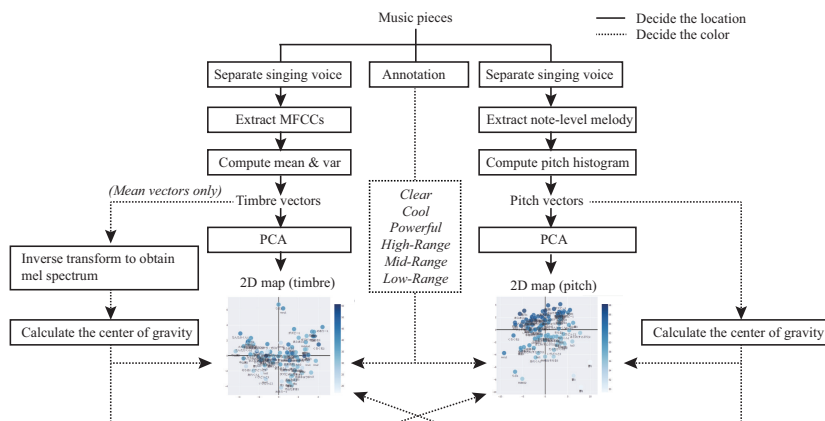 Music pieces
Decide the location
Decide the color
Separate singing voice
Annotation
Separate singing voice
Extract MFCCs
Extract note-level melody
Compute mean & var
Compute pitch histogram
(Mean vectors only)
Timbre vectors
Clear
Cool
Powerful
High-Range
Mid-Range
Low-Range
Pitch vectors
PCA
PCA
Inverse transform to obtain
mel spectrum
2D map (timbre)
2D map (pitch)
Calculate the center of gravity
Calculate the center of gravity